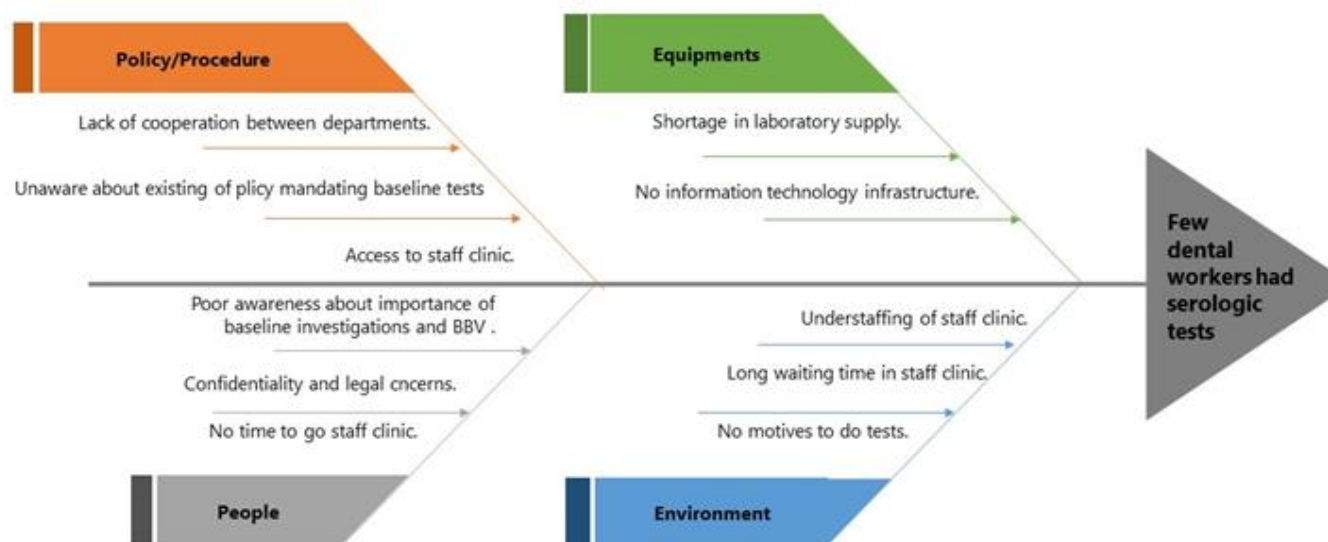 Policy/Procedure
Lack of cooperation between departments.
Unaware about existing of plicy mandating baseline tests
Access to staff clinic.
Equipments
Shortage in laboratory supply.
No information technology infrastructure.
Poor awareness about importance of
baseline investigations and BBV .
Confidentiality and legal cncerns.
No time to go staff clinic.
People
Understaffing of staff clinic.
Long waiting time in staff clinic.
No motives to do tests.
Environment
Few
dental
workers had
serologic
tests